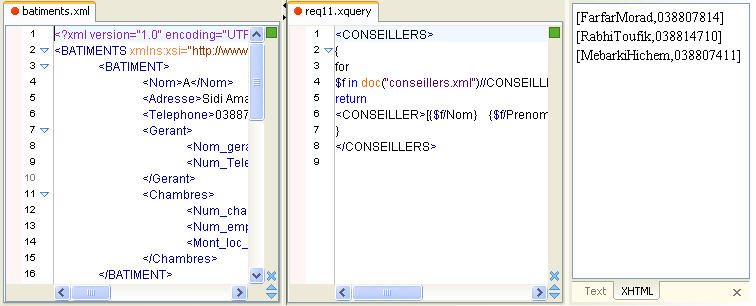 batiments.xml
1 <?xml version="1.0" encoding="UTF
2 <BATIMENTS xmlns:xsi="http://www
3 <BATIMENT>
4 <Nom>A</Nom>
5 <Adresse>Sidi Ama
6 <Telephone>03887
7 <Gerant>
8 <Nom_gera
9 <Num_Tele
10 </Gerant>
11 <Chambres>
12 <Num_cha
13 <Num_emp
14 <Mont_loc_
15 </Chambres>
16 </BATIMENT>
req11.xquery
1 <CONSEILLERS>
2 {
3 for
4 $f in doc("conseillers.xml")//CONSEILL
5 return
6 <CONSEILLER>[{$f/Nom} {$f/Prenom
7 }
8 </CONSEILLERS>
9
[FarfarMorad,038807814]
[RabhiToufik,038814710]
[MebarkiHichem,038807411]
Text XHTML